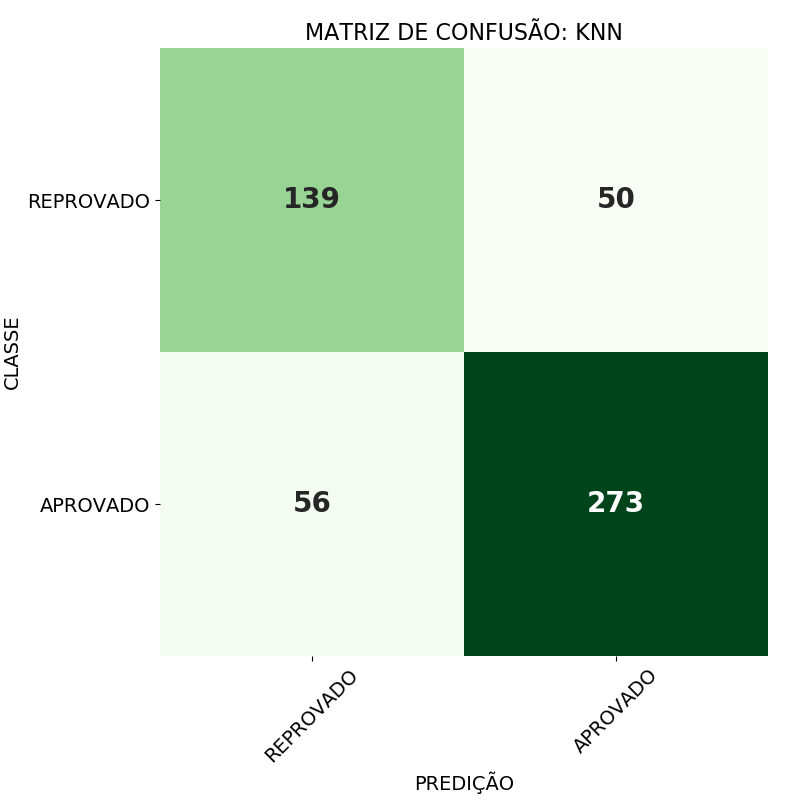 MATRIZ DE CONFUSÃO: KNN
REPROVADO
139
50
CLASSE
APROVADO
56
273
REPROVADO
APROVADO
PREDIÇÃO